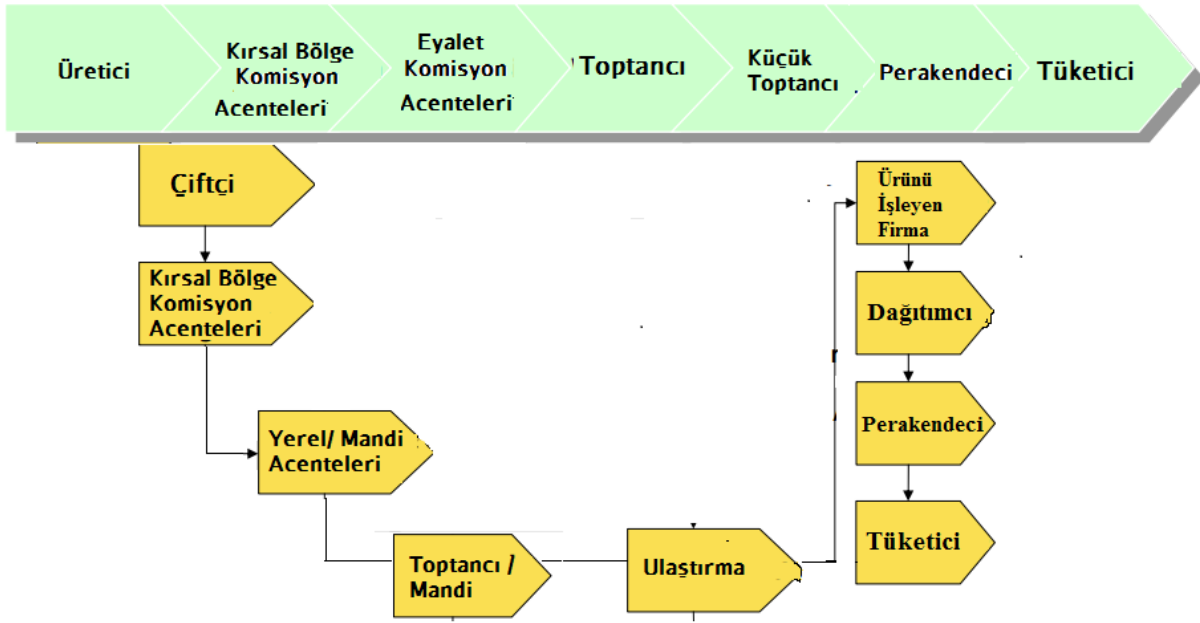 Üretici
Kırsal Bölge
Komisyon
Acenteleri
Eyalet
Komisyon
Acenteleri
Toptancı
Küçük
Toptancı
Perakendeci
Tüketici
Çiftçi
Kırsal Bölge
Komisyon
Acenteleri
Yerel/ Mandi
Acenteleri
Toptancı /
Mandi
Ulaştırma
Ürünü
İşleyen
Firma
Dağıtımcı
Perakendeci
Tüketici